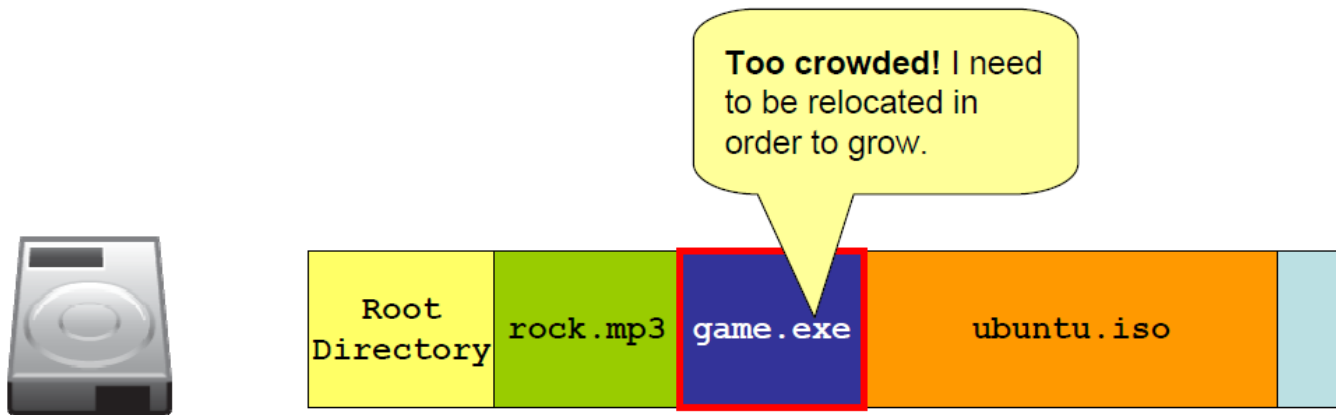 Too crowded! I need
to be relocated in
order to grow.
Root
Directory
rock.mp3
game.exe
ubuntu.iso